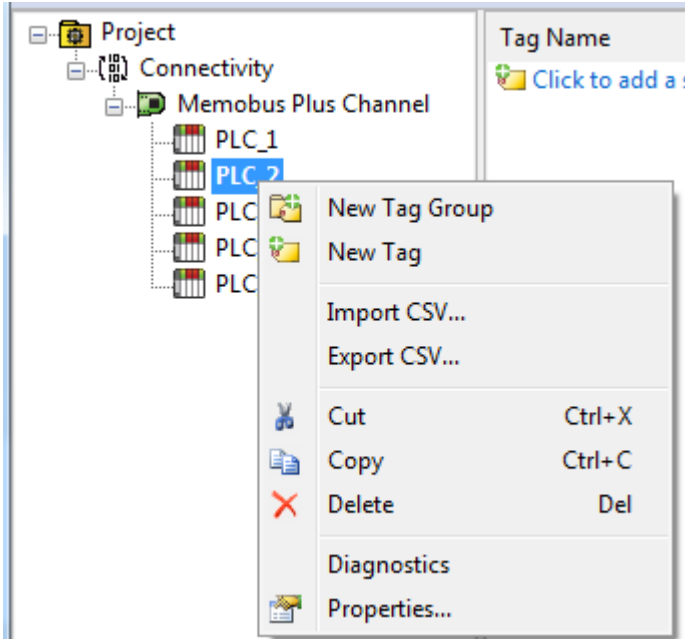 Project
Connectivity
Memobus Plus Channel
PLC_1
PLC_2
PLC
PLC
PLC
Tag Name
Click to add a
New Tag Group
New Tag
Import CSV...
Export CSV...
Cut Ctrl+X
Copy Ctrl+C
Delete Del
Diagnostics
Properties...